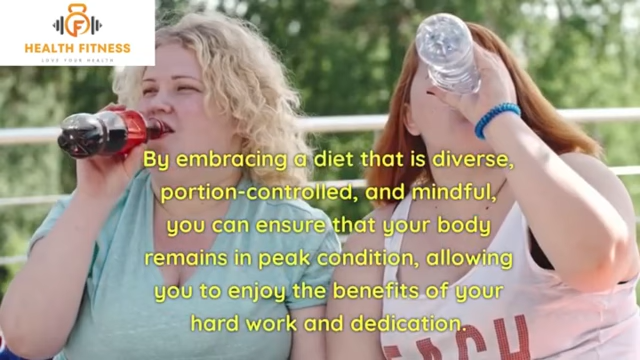 F
HEALTH FITNESS
LOVE YOUR HEALTH
By embracing a diet that is diverse,
portion-controlled, and mindful,
you can ensure that your body
remains in peak condition, allowing
you to enjoy the benefits of your
hard work and dedication.
EACH